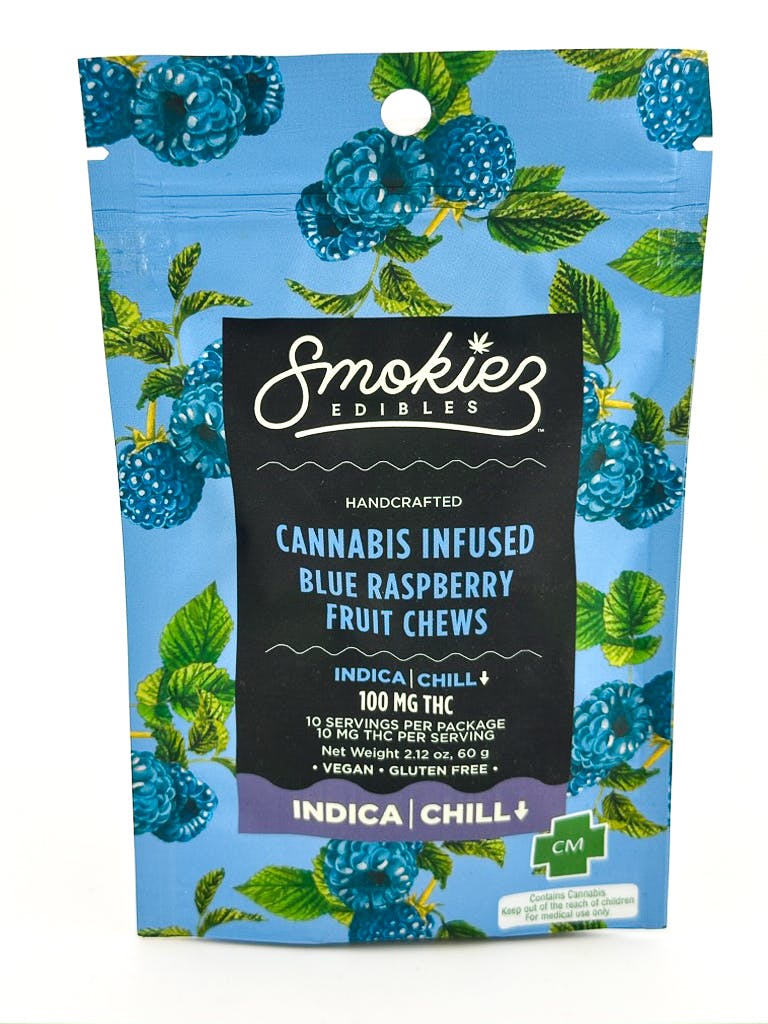 Smokiez
EDIBLES
™
HANDCRAFTED
CANNABIS INFUSED
BLUE RASPBERRY
FRUIT CHEWS
INDICA | CHILL↓
100 MG THC
10 SERVINGS PER PACKAGE
10 MG THC PER SERVING
Net Weight 2.12 oz, 60 g
• VEGAN • GLUTEN FREE •
INDICA | CHILL↓
CM
Contains Cannabis.
Keep out of the reach of children
For medical use only.